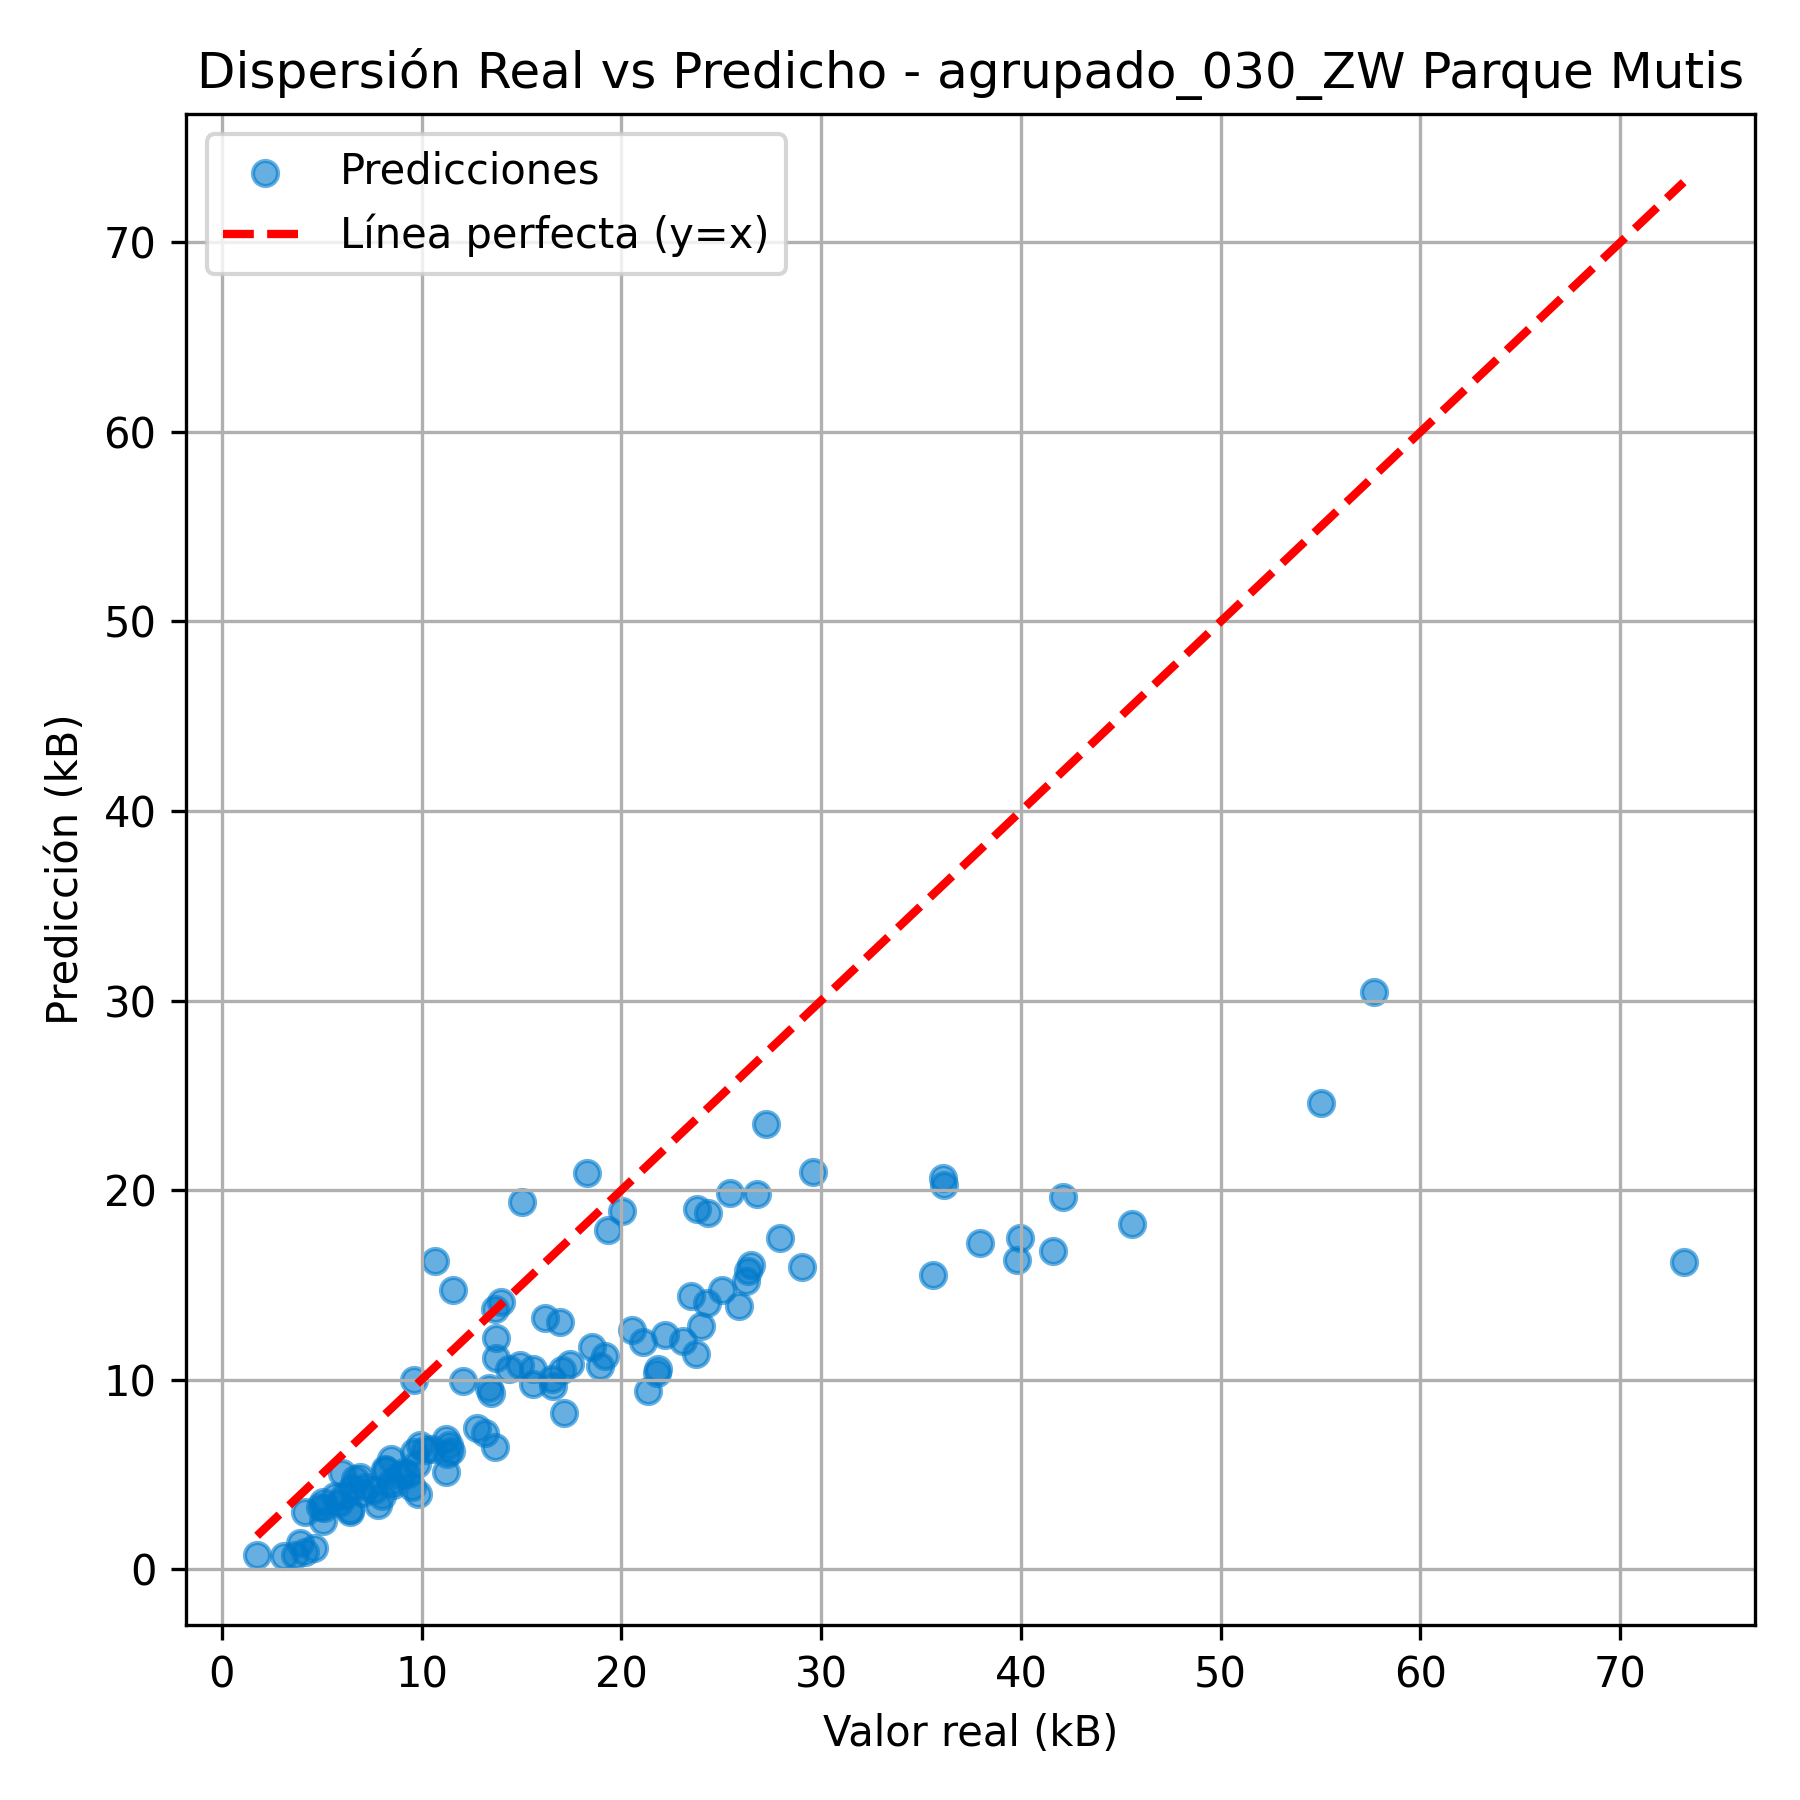 Dispersión Real vs Predicho - agrupado_030_ZW Parque Mutis
Predicciones
Línea perfecta (y=x)
70
60
50
40
30
20
10
0
Predicción (kB)
0 10 20 30 40 50 60 70
Valor real (kB)